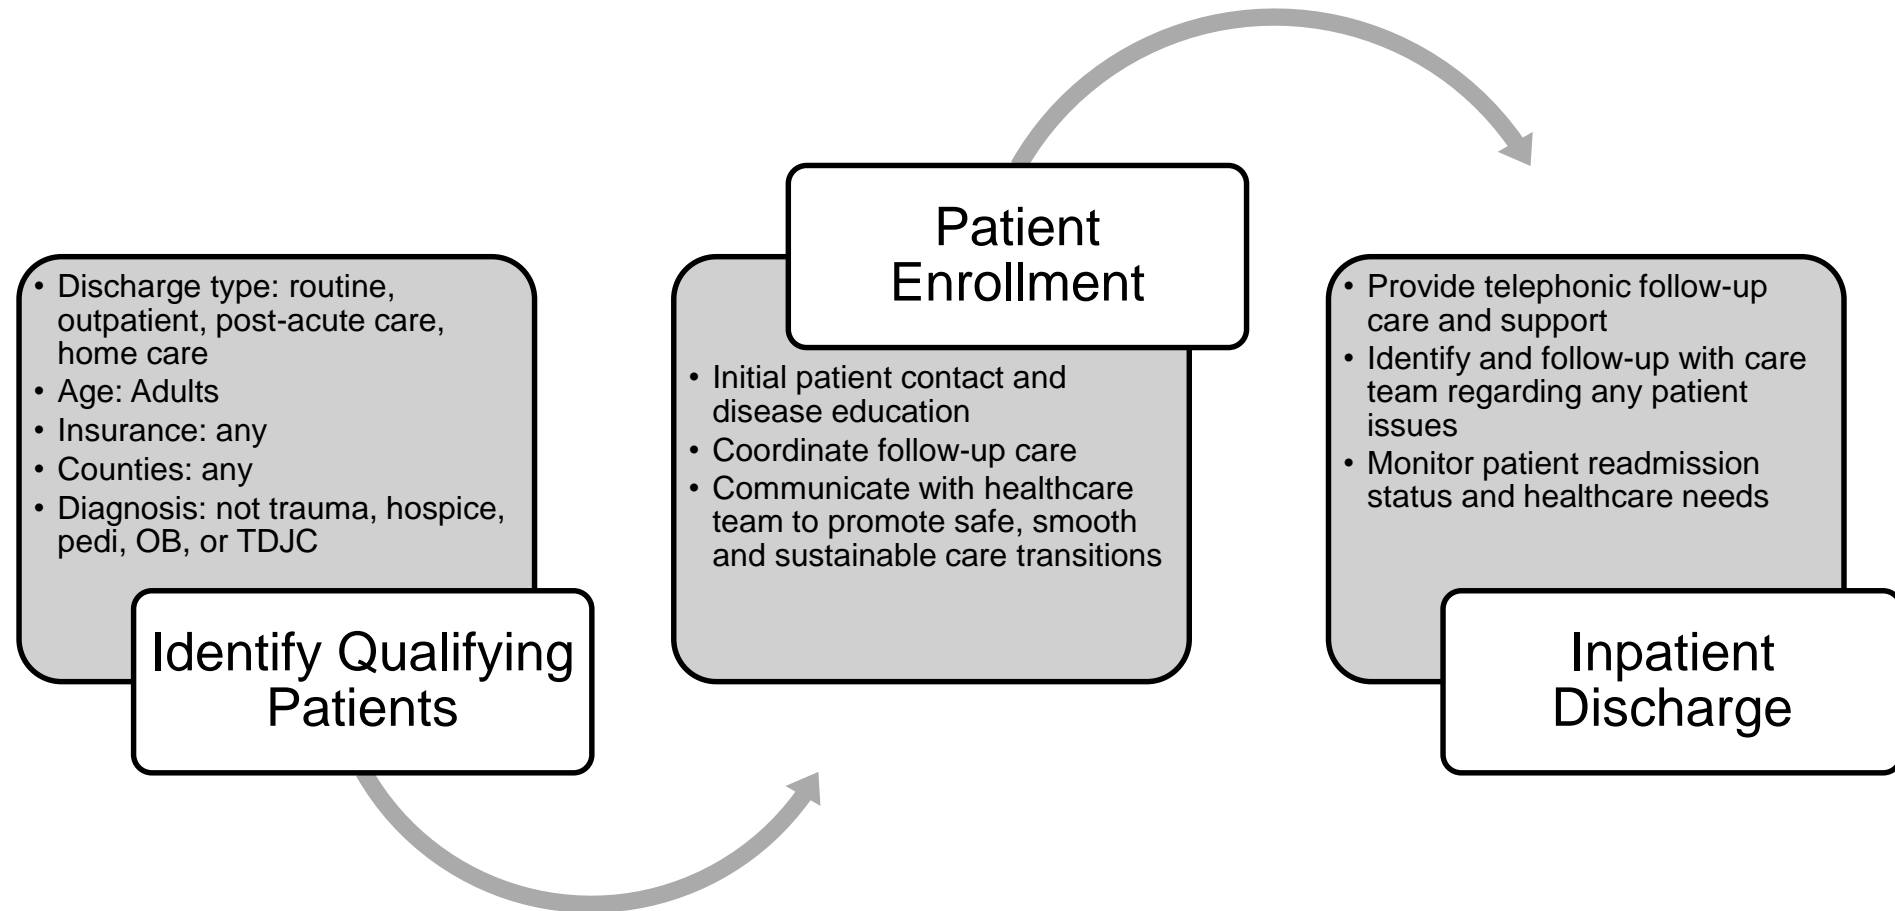 • Discharge type: routine,
outpatient, post-acute care,
home care
• Age: Adults
• Insurance: any
• Counties: any
• Diagnosis: not trauma, hospice,
pedi, OB, or TDJC
Identify Qualifying
Patients
Patient
Enrollment
• Initial patient contact and
disease education
• Coordinate follow-up care
• Communicate with healthcare
team to promote safe, smooth
and sustainable care transitions
• Provide telephonic follow-up
care and support
• Identify and follow-up with care
team regarding any patient
issues
• Monitor patient readmission
status and healthcare needs
Inpatient
Discharge